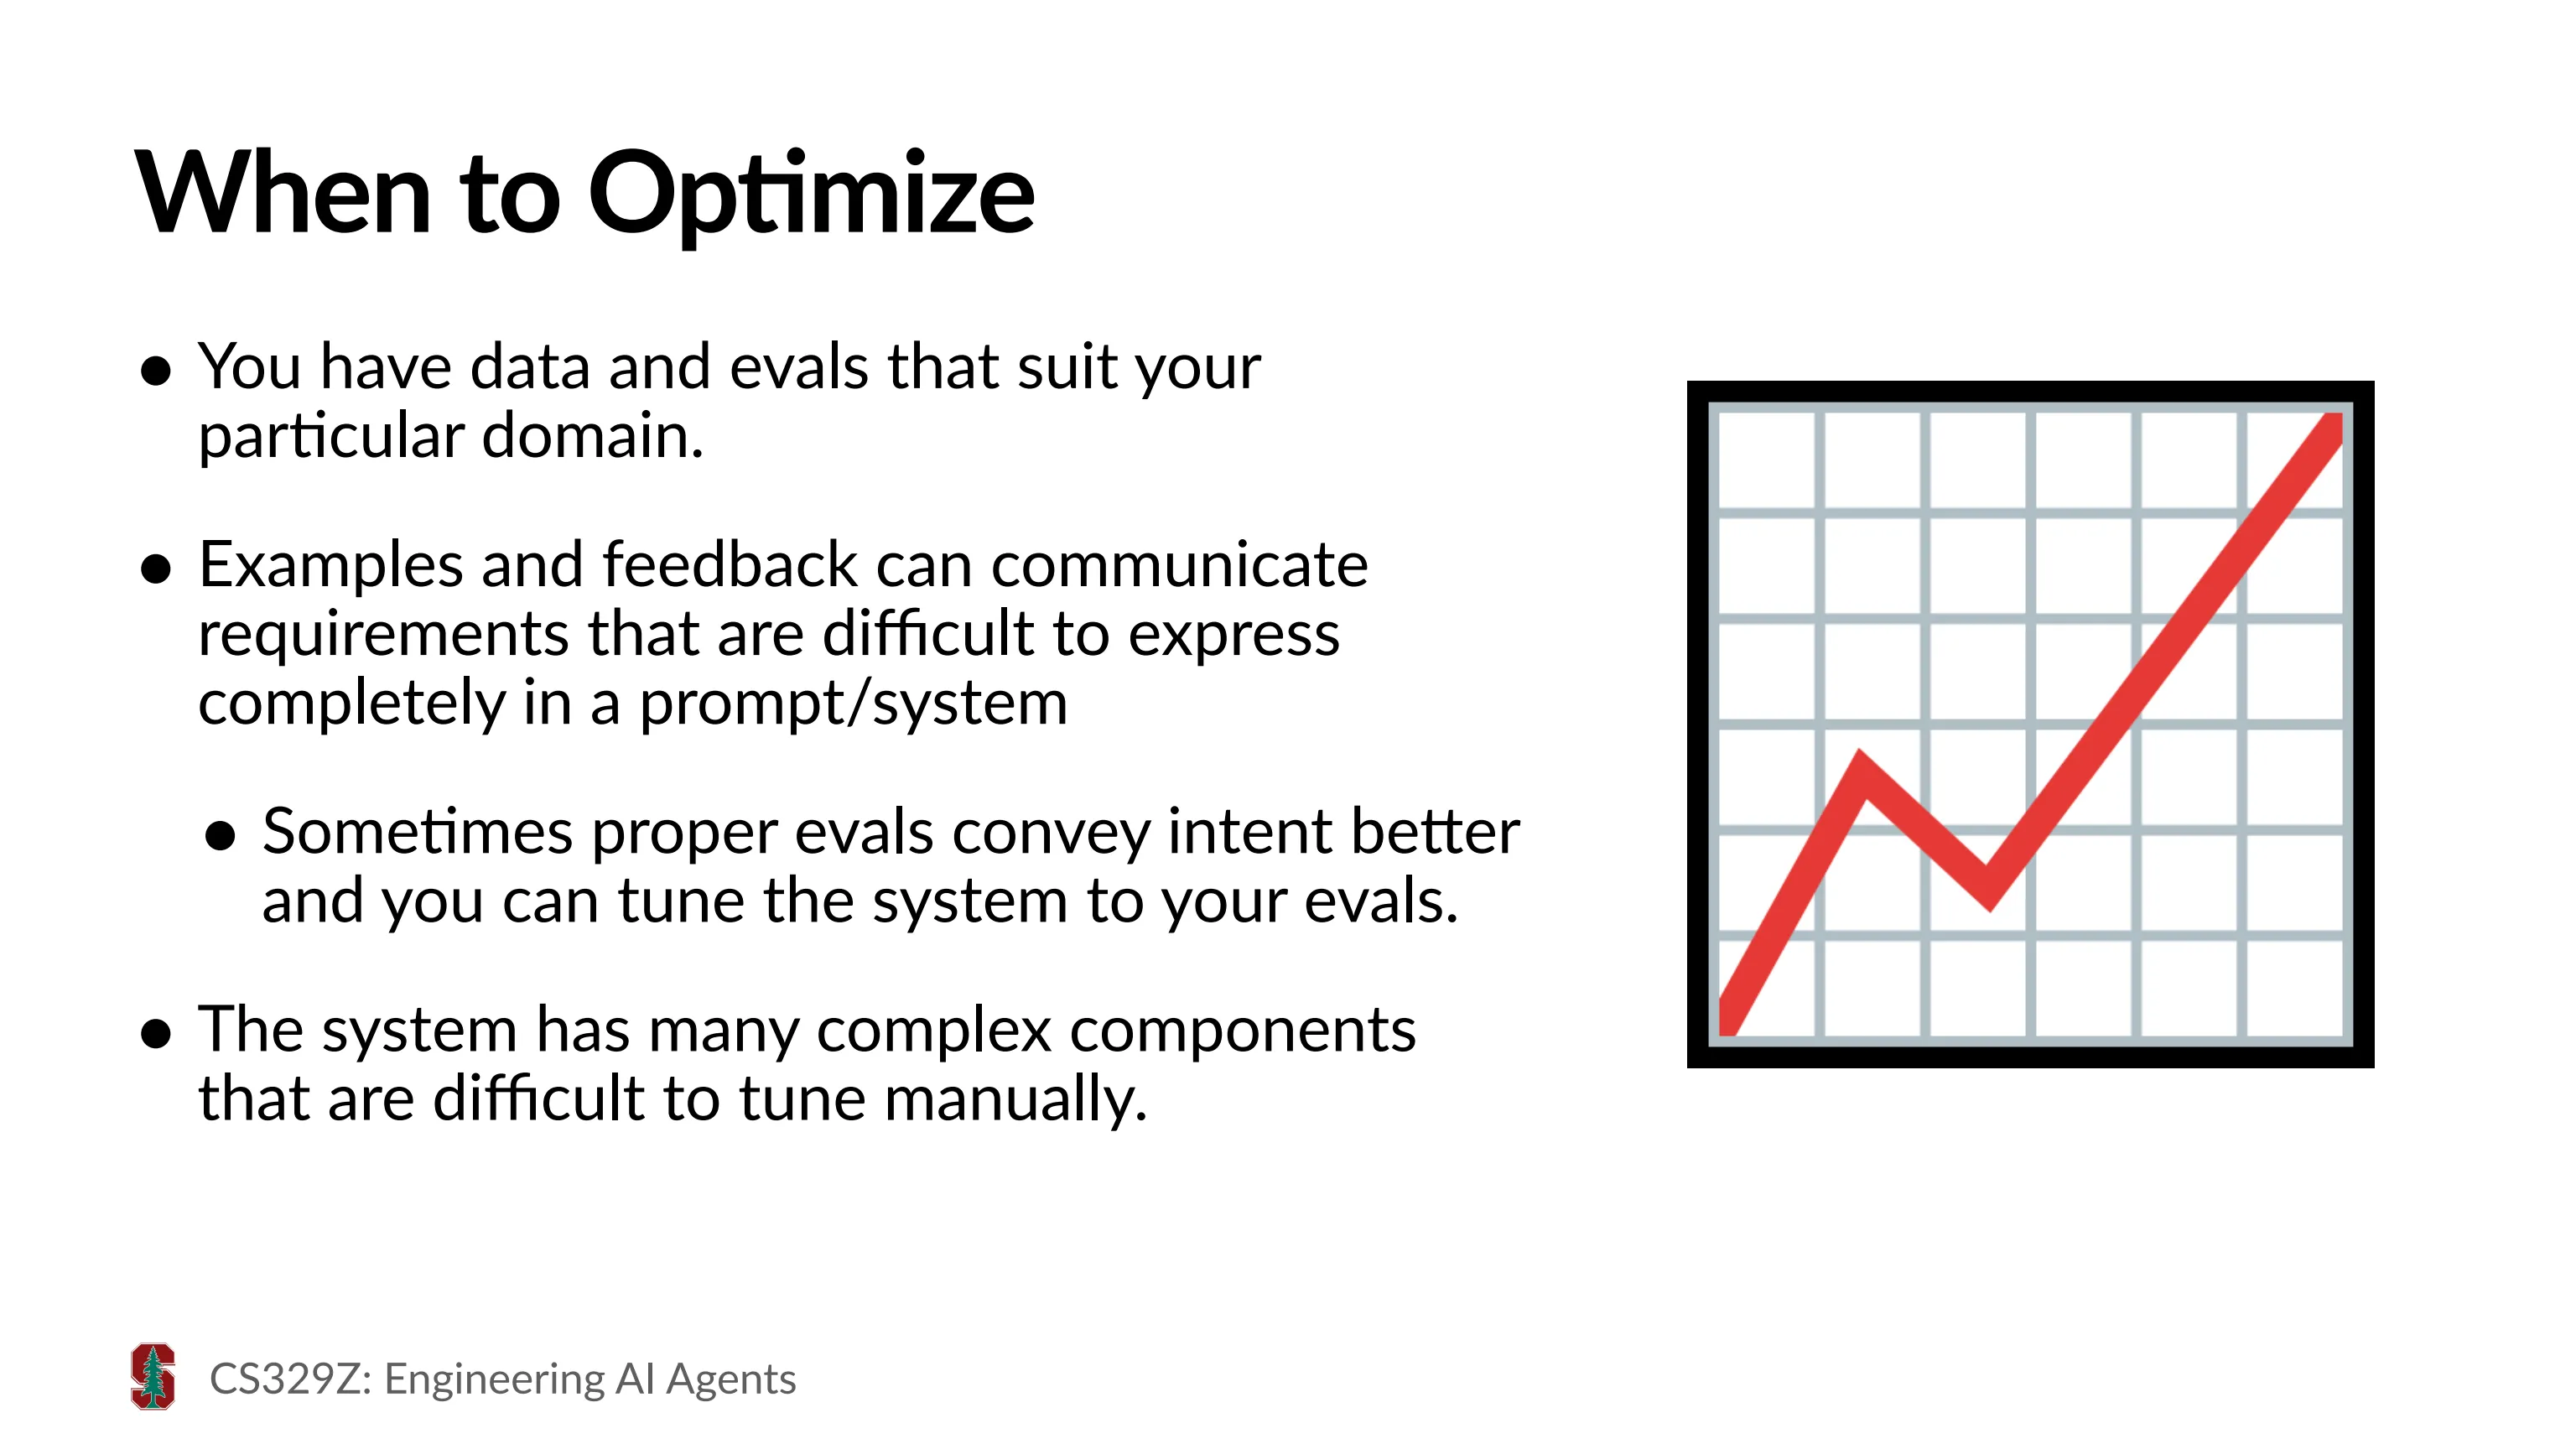 When to Optimize
● You have data and evals that suit your
particular domain.
● Examples and feedback can communicate
requirements that are difficult to express
completely in a prompt/system
● Sometimes proper evals convey intent better
and you can tune the system to your evals.
● The system has many complex components
that are difficult to tune manually.
CS329Z: Engineering AI Agents